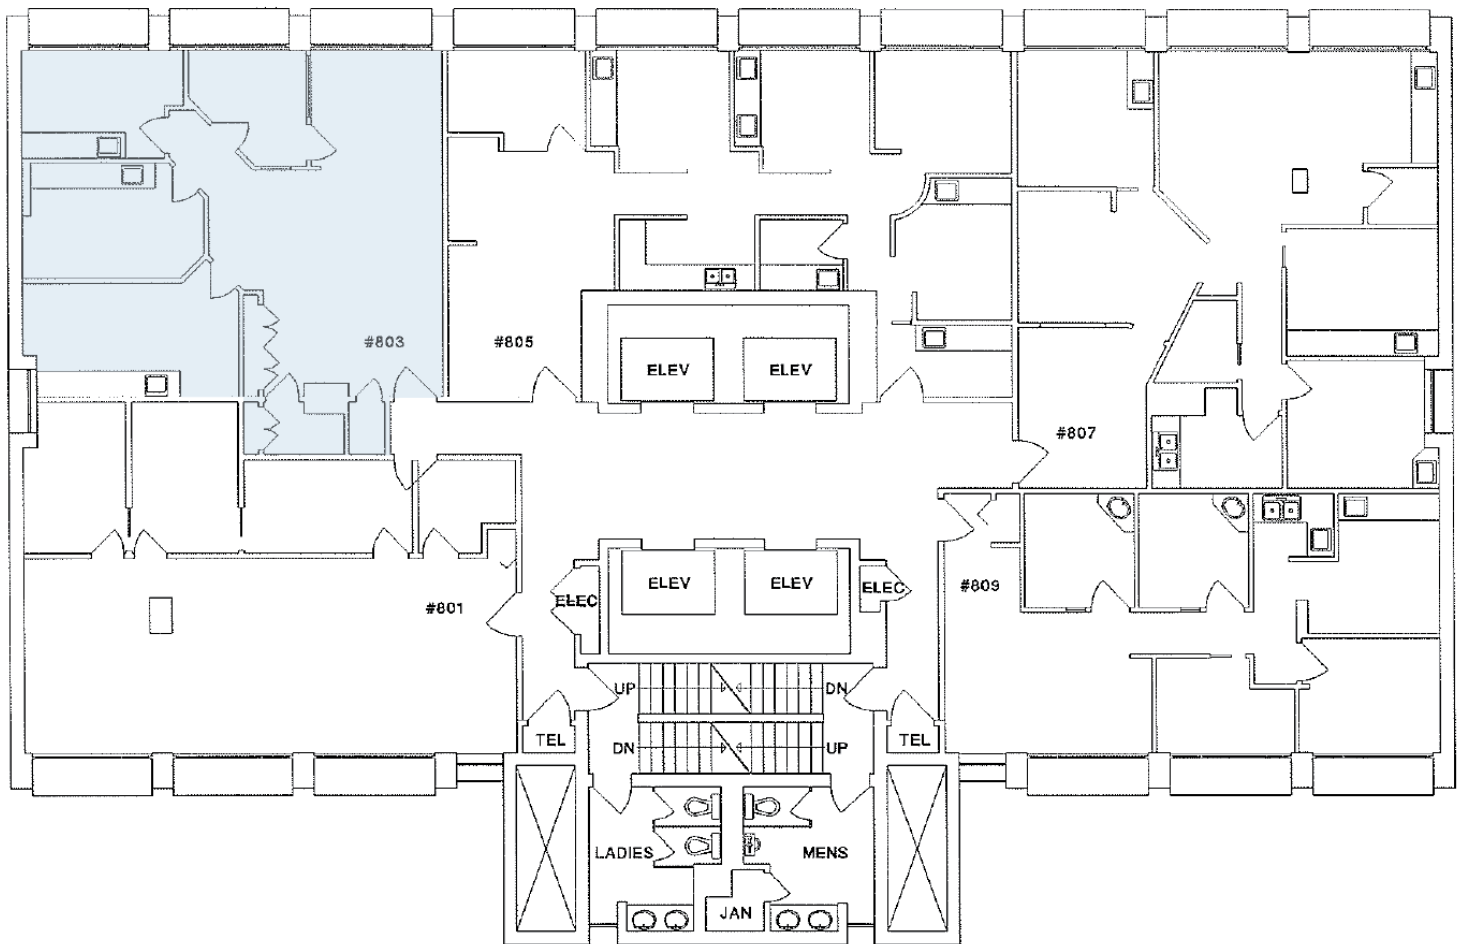 #803
#805
ELEV
ELEV
#807
ELEV
ELEV
ELEC
ELEC
#809
#801
UP
DN
TEL
DN
UP
TEL
LADIES
MENS
JAN